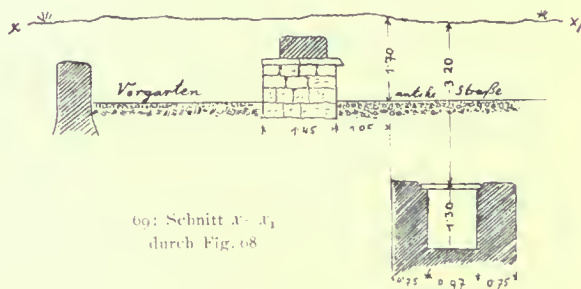 x x₁
1·70
3·20
Vorgarten antike Straße
1·45 1·05
1·30
0·75 0·97 0·75
69: Schnitt x- x₁
durch Fig. 68